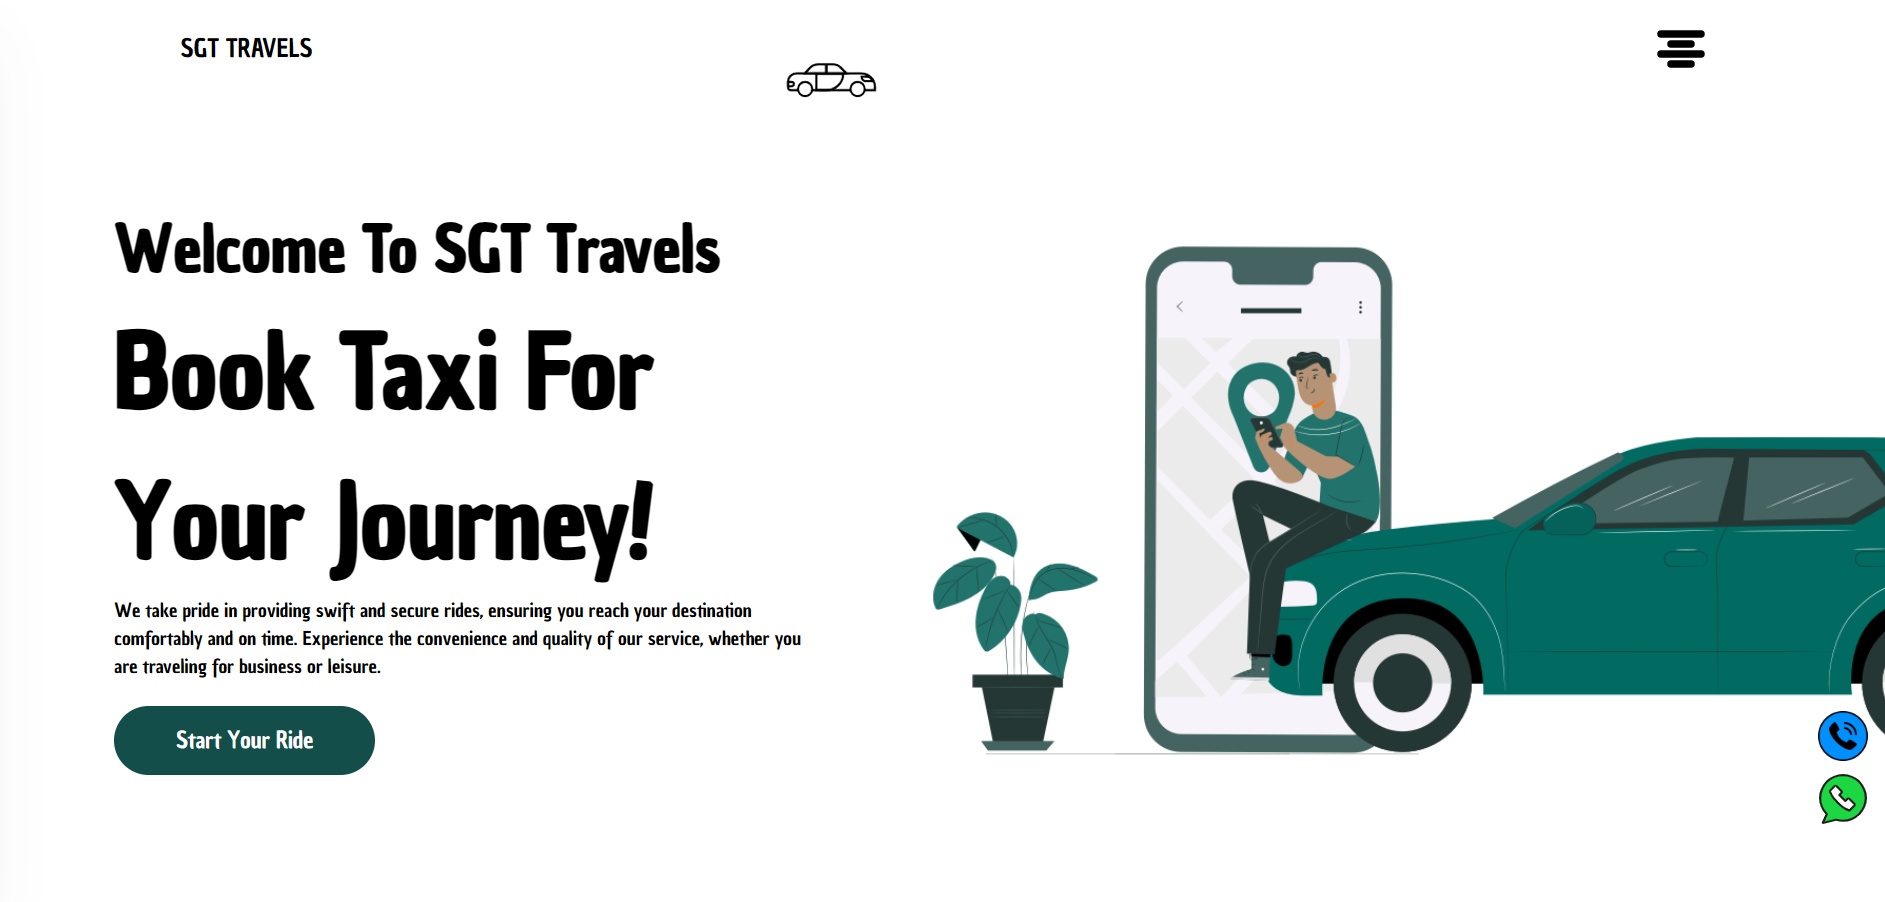 SGT TRAVELS
Welcome To SGT Travels
Book Taxi For
Your Journey!
We take pride in providing swift and secure rides, ensuring you reach your destination
comfortably and on time. Experience the convenience and quality of our service, whether you
are traveling for business or leisure.
Start Your Ride